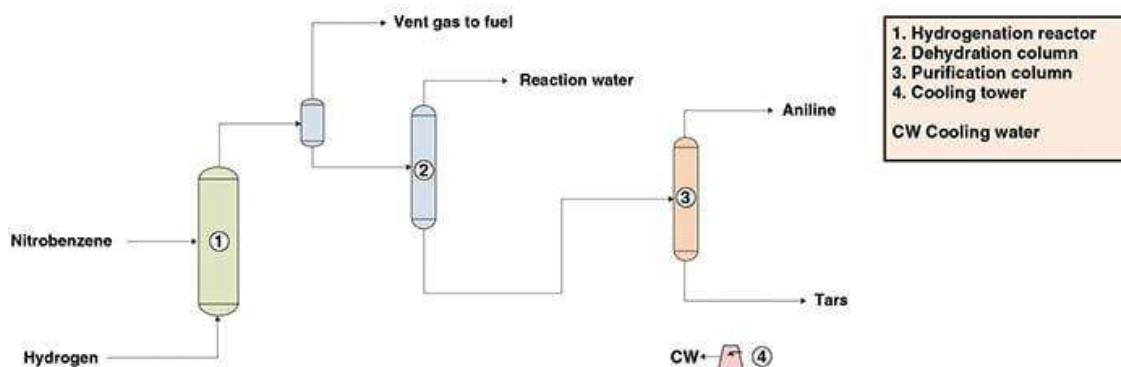 Vent gas to fuel
Reaction water
Aniline
Nitrobenzene
Hydrogen
Tars
CW
1
2
3
4
1. Hydrogenation reactor
2. Dehydration column
3. Purification column
4. Cooling tower
CW Cooling water